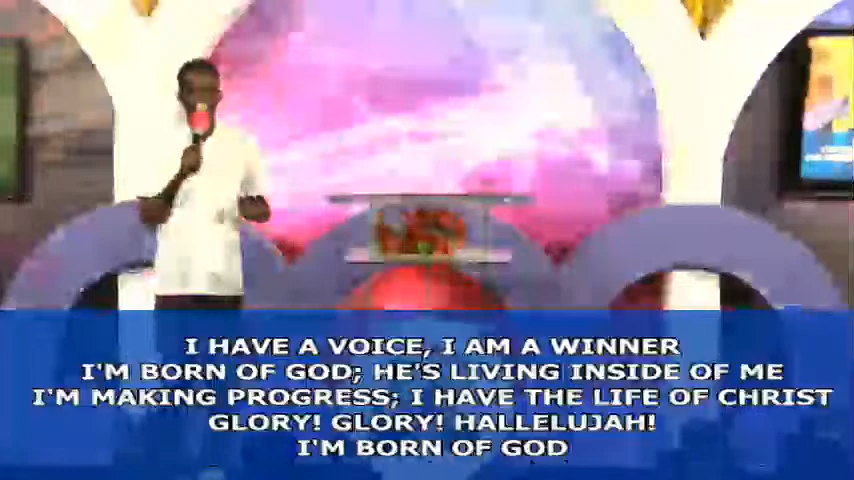 I HAVE A VOICE, I AM A WINNER
I'M BORN OF GOD; HE'S LIVING INSIDE OF ME
I'M MAKING PROGRESS; I HAVE THE LIFE OF CHRIST
GLORY! GLORY! HALLELUJAH!
I'M BORN OF GOD